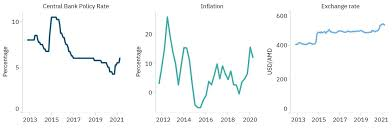 Central Bank Policy Rate
Percentage
10
5
0
2013 2015 2017 2019 2021
Inflation
Percentage
20
10
0
2012 2014 2016 2018 2020
Exchange rate
USD/AMD
600
400
200
0
2013 2015 2017 2019 2021